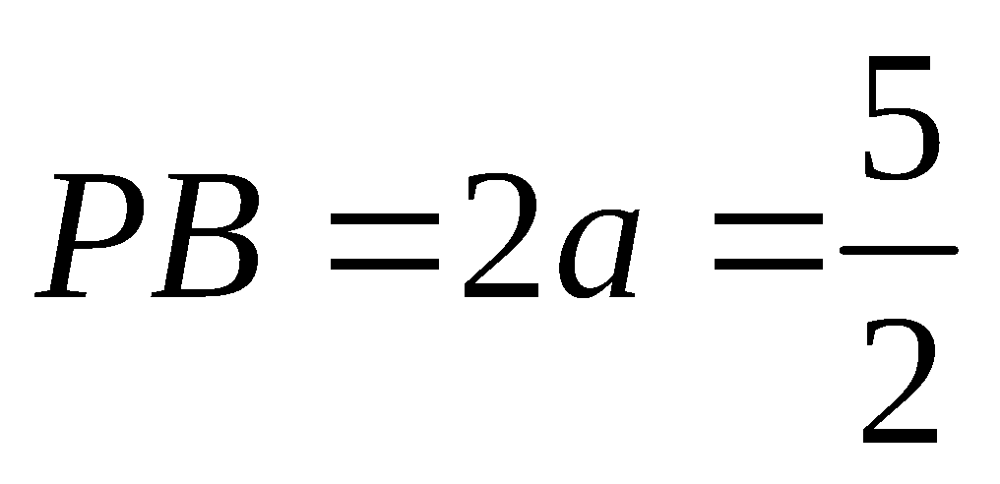 PB = 2a = 5/2